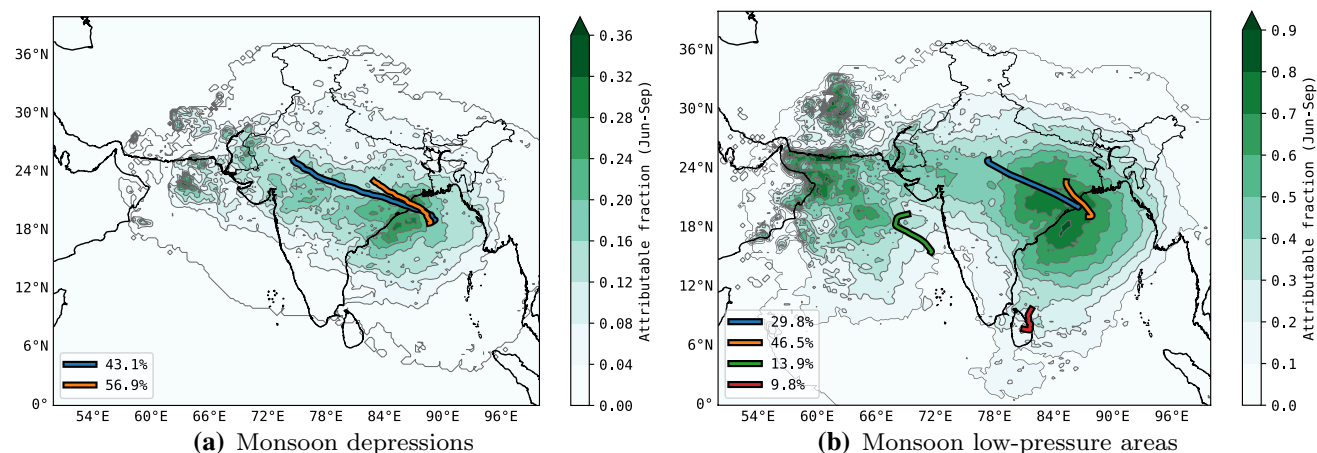 36°N
30°N
24°N
18°N
12°N
6°N
0°
54°E 60°E 66°E 72°E 78°E 84°E 90°E 96°E
43.1%
56.9%
0.36
0.32
0.28
0.24
0.20
0.16
0.12
0.08
0.04
0.00
Attributable fraction (Jun-Sep)
(a) Monsoon depressions
36°N
30°N
24°N
18°N
12°N
6°N
0°
54°E 60°E 66°E 72°E 78°E 84°E 90°E 96°E
29.8%
46.5%
13.9%
9.8%
0.9
0.8
0.7
0.6
0.5
0.4
0.3
0.2
0.1
0.0
Attributable fraction (Jun-Sep)
(b) Monsoon low-pressure areas